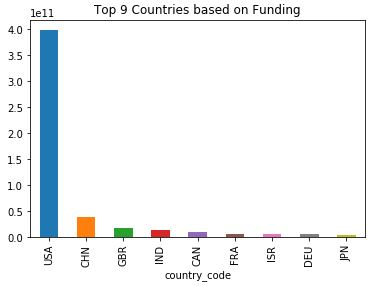 Top 9 Countries based on Funding
1e11
4.0
3.5
3.0
2.5
2.0
1.5
1.0
0.5
0.0
USA
CHN
GBR
IND
CAN
FRA
ISR
DEU
JPN
country_code